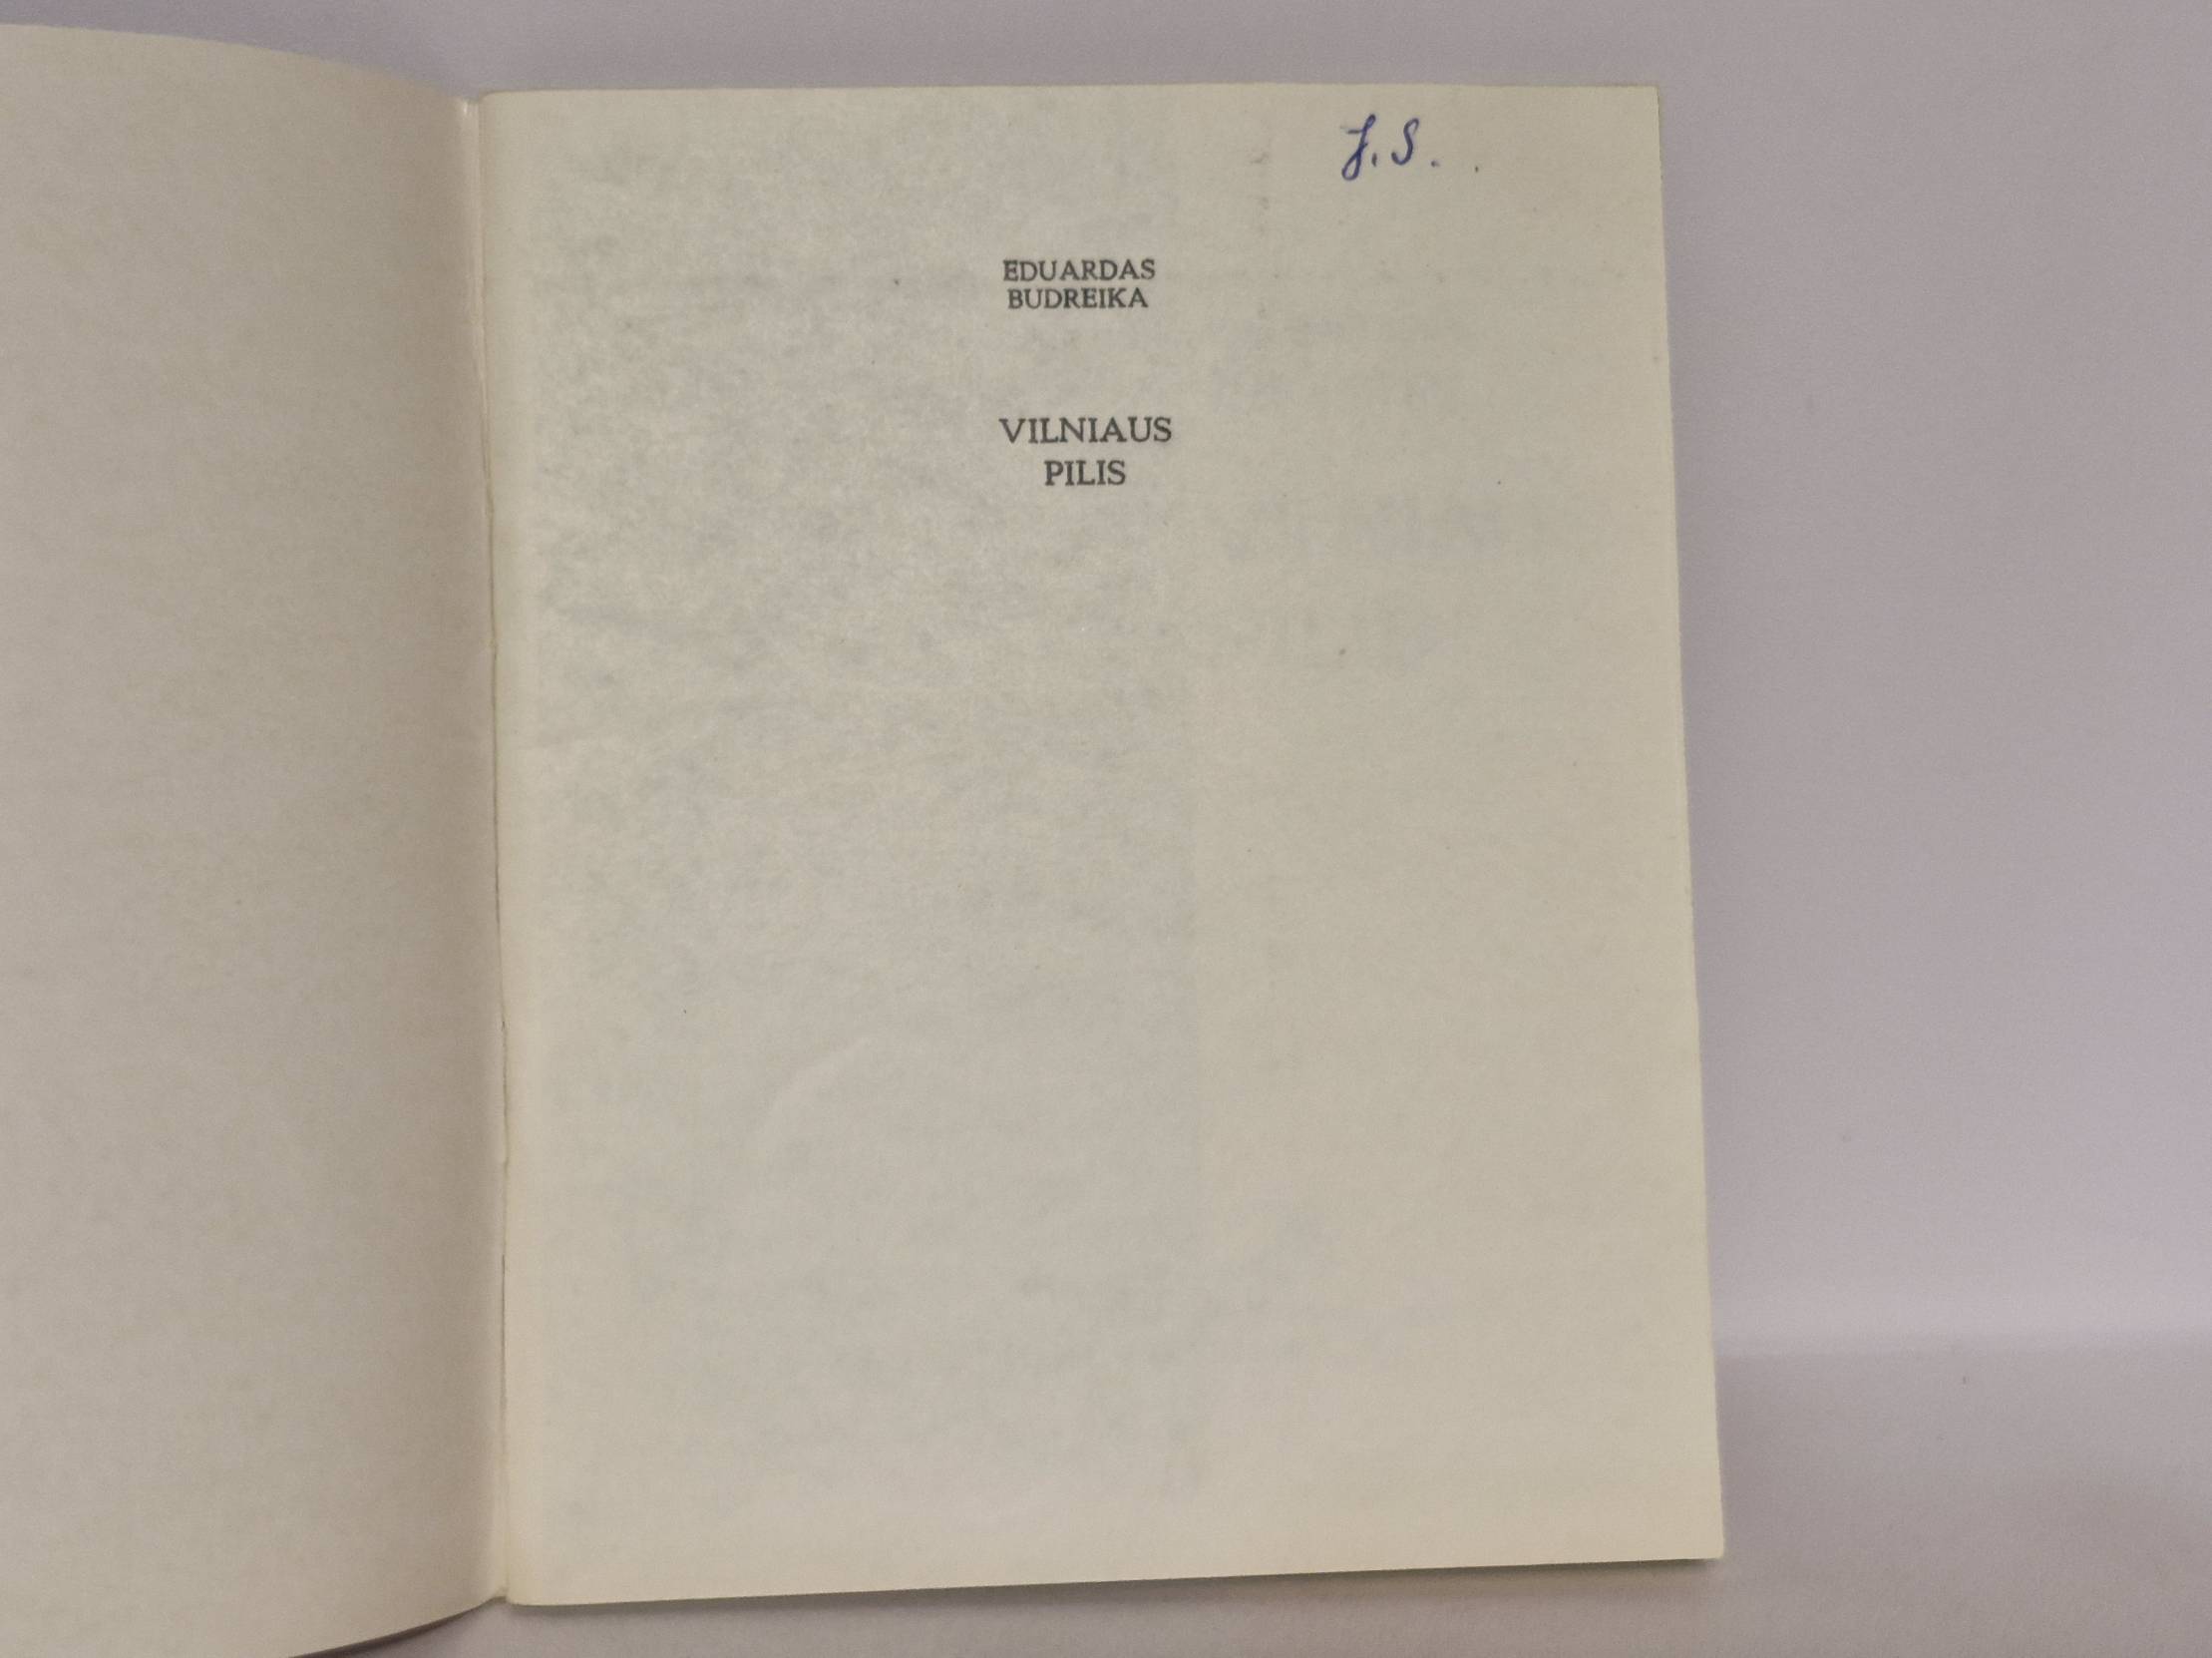 J. S.
EDUARDAS
BUDREIKA
VILNIAUS
PILIS